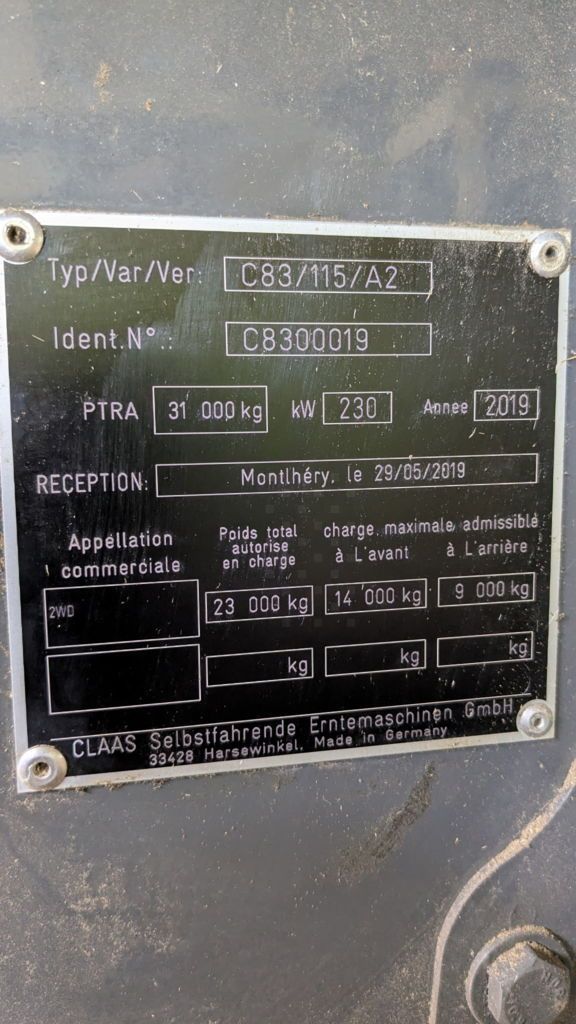 Typ/Var/Ver: C83/115/A2
Ident.N°.: C8300019
PTRA 31 000 kg kW 230 Annee 2019
RECEPTION: Montlhéry, le 29/05/2019
Appellation commerciale
Poids total autorise en charge
charge maximale admissible
à L'avant à L'arrière
2WD 23 000 kg 14 000 kg 9 000 kg
kg kg kg
CLAAS Selbstfahrende Erntemaschinen GmbH
33428 Harsewinkel, Made in Germany